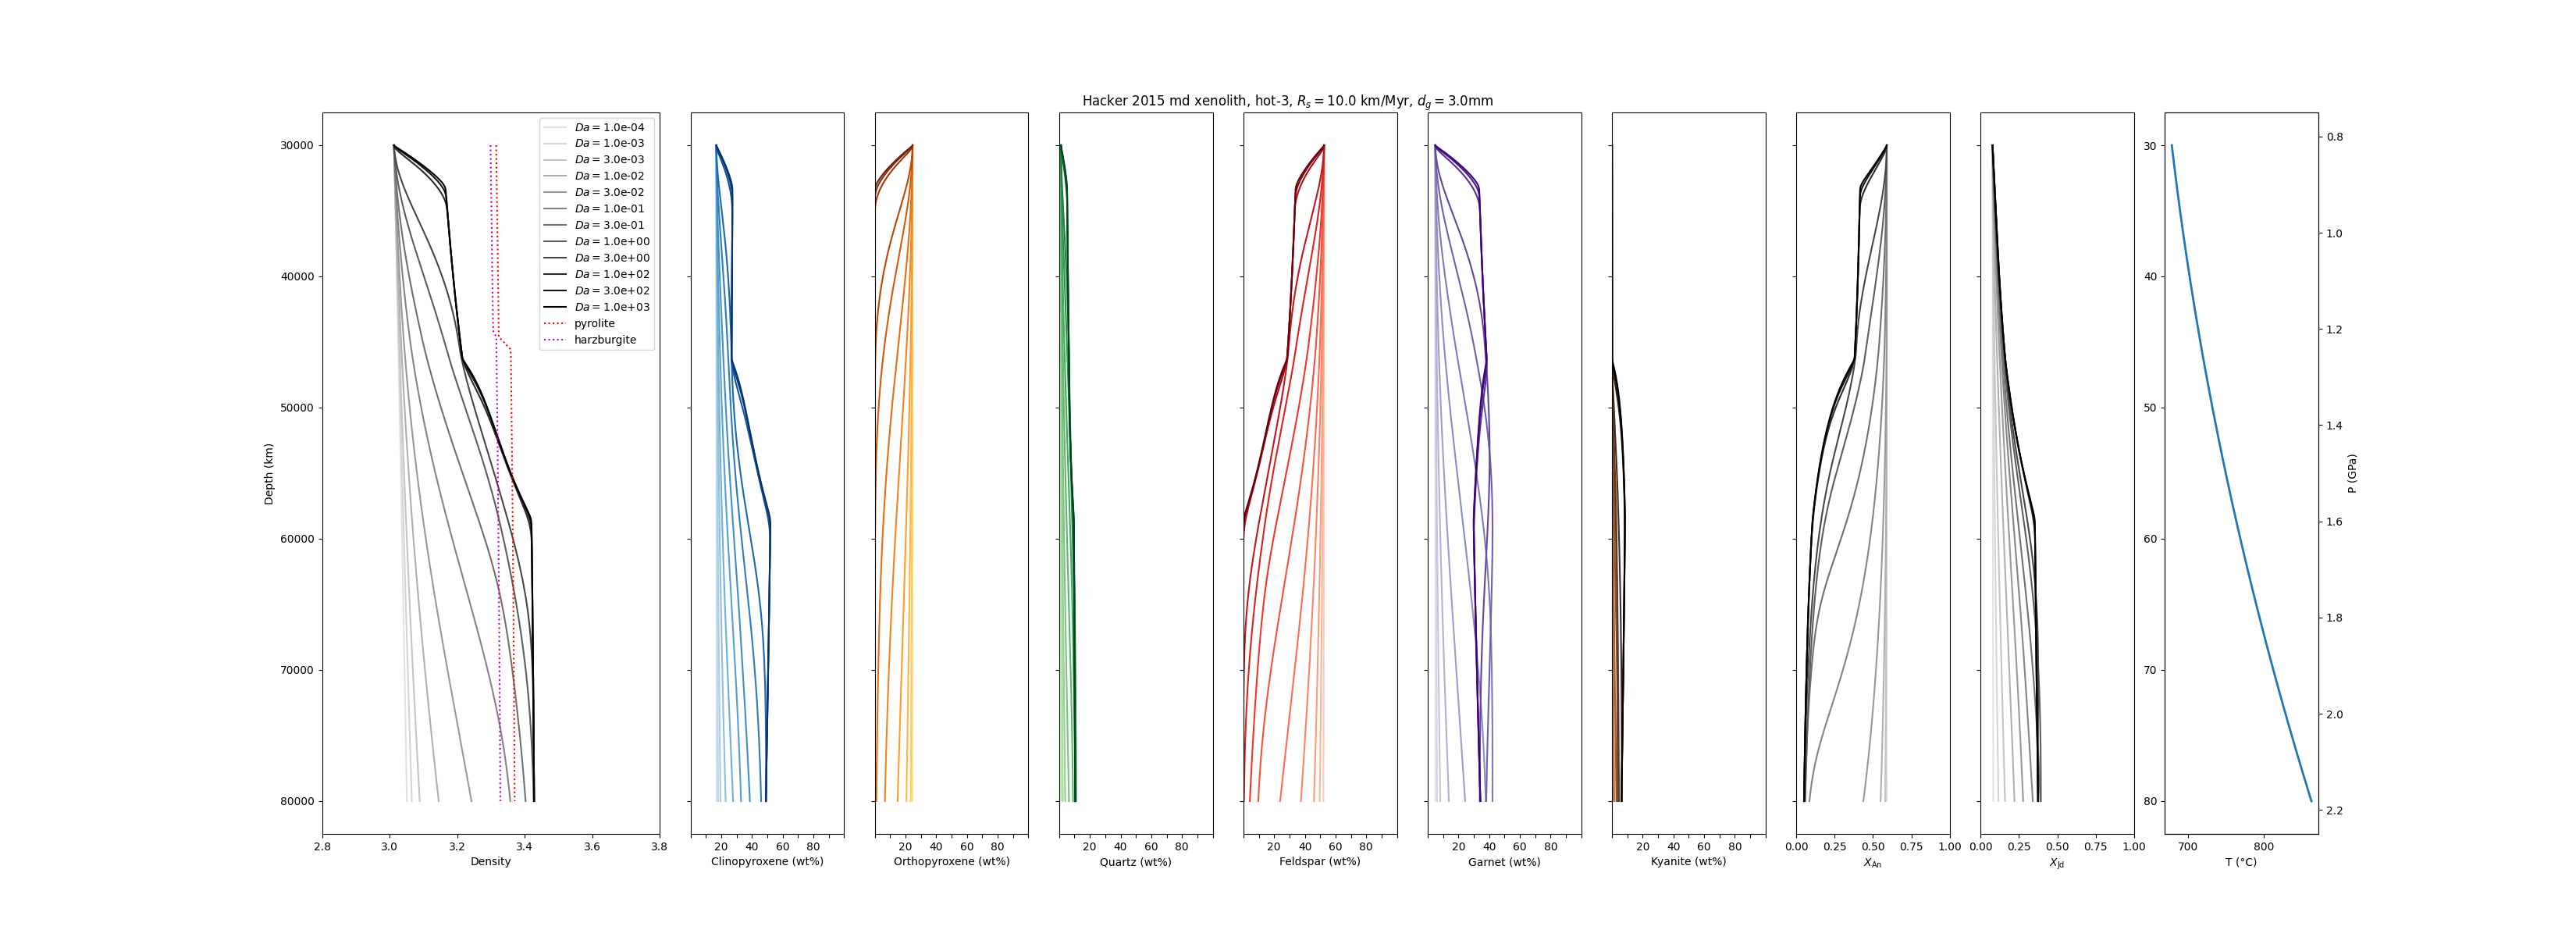 Hacker 2015 md xenolith, hot-3, R_s = 10.0 km/Myr, d_g = 3.0mm
Da = 1.0e-04
Da = 1.0e-03
Da = 3.0e-03
Da = 1.0e-02
Da = 3.0e-02
Da = 1.0e-01
Da = 3.0e-01
Da = 1.0e+00
Da = 3.0e+00
Da = 1.0e+02
Da = 3.0e+02
Da = 1.0e+03
pyrolite
harzburgite
Depth (km)
30000
40000
50000
60000
70000
80000
2.8 3.0 3.2 3.4 3.6 3.8
Density
20 40 60 80
Clinopyroxene (wt%)
20 40 60 80
Orthopyroxene (wt%)
20 40 60 80
Quartz (wt%)
20 40 60 80
Feldspar (wt%)
20 40 60 80
Garnet (wt%)
20 40 60 80
Kyanite (wt%)
0.00 0.25 0.50 0.75 1.00
X_An
0.00 0.25 0.50 0.75 1.00
X_Jd
30
40
50
60
70
80
700 800
T (°C)
0.8
1.0
1.2
1.4
1.6
1.8
2.0
2.2
P (GPa)